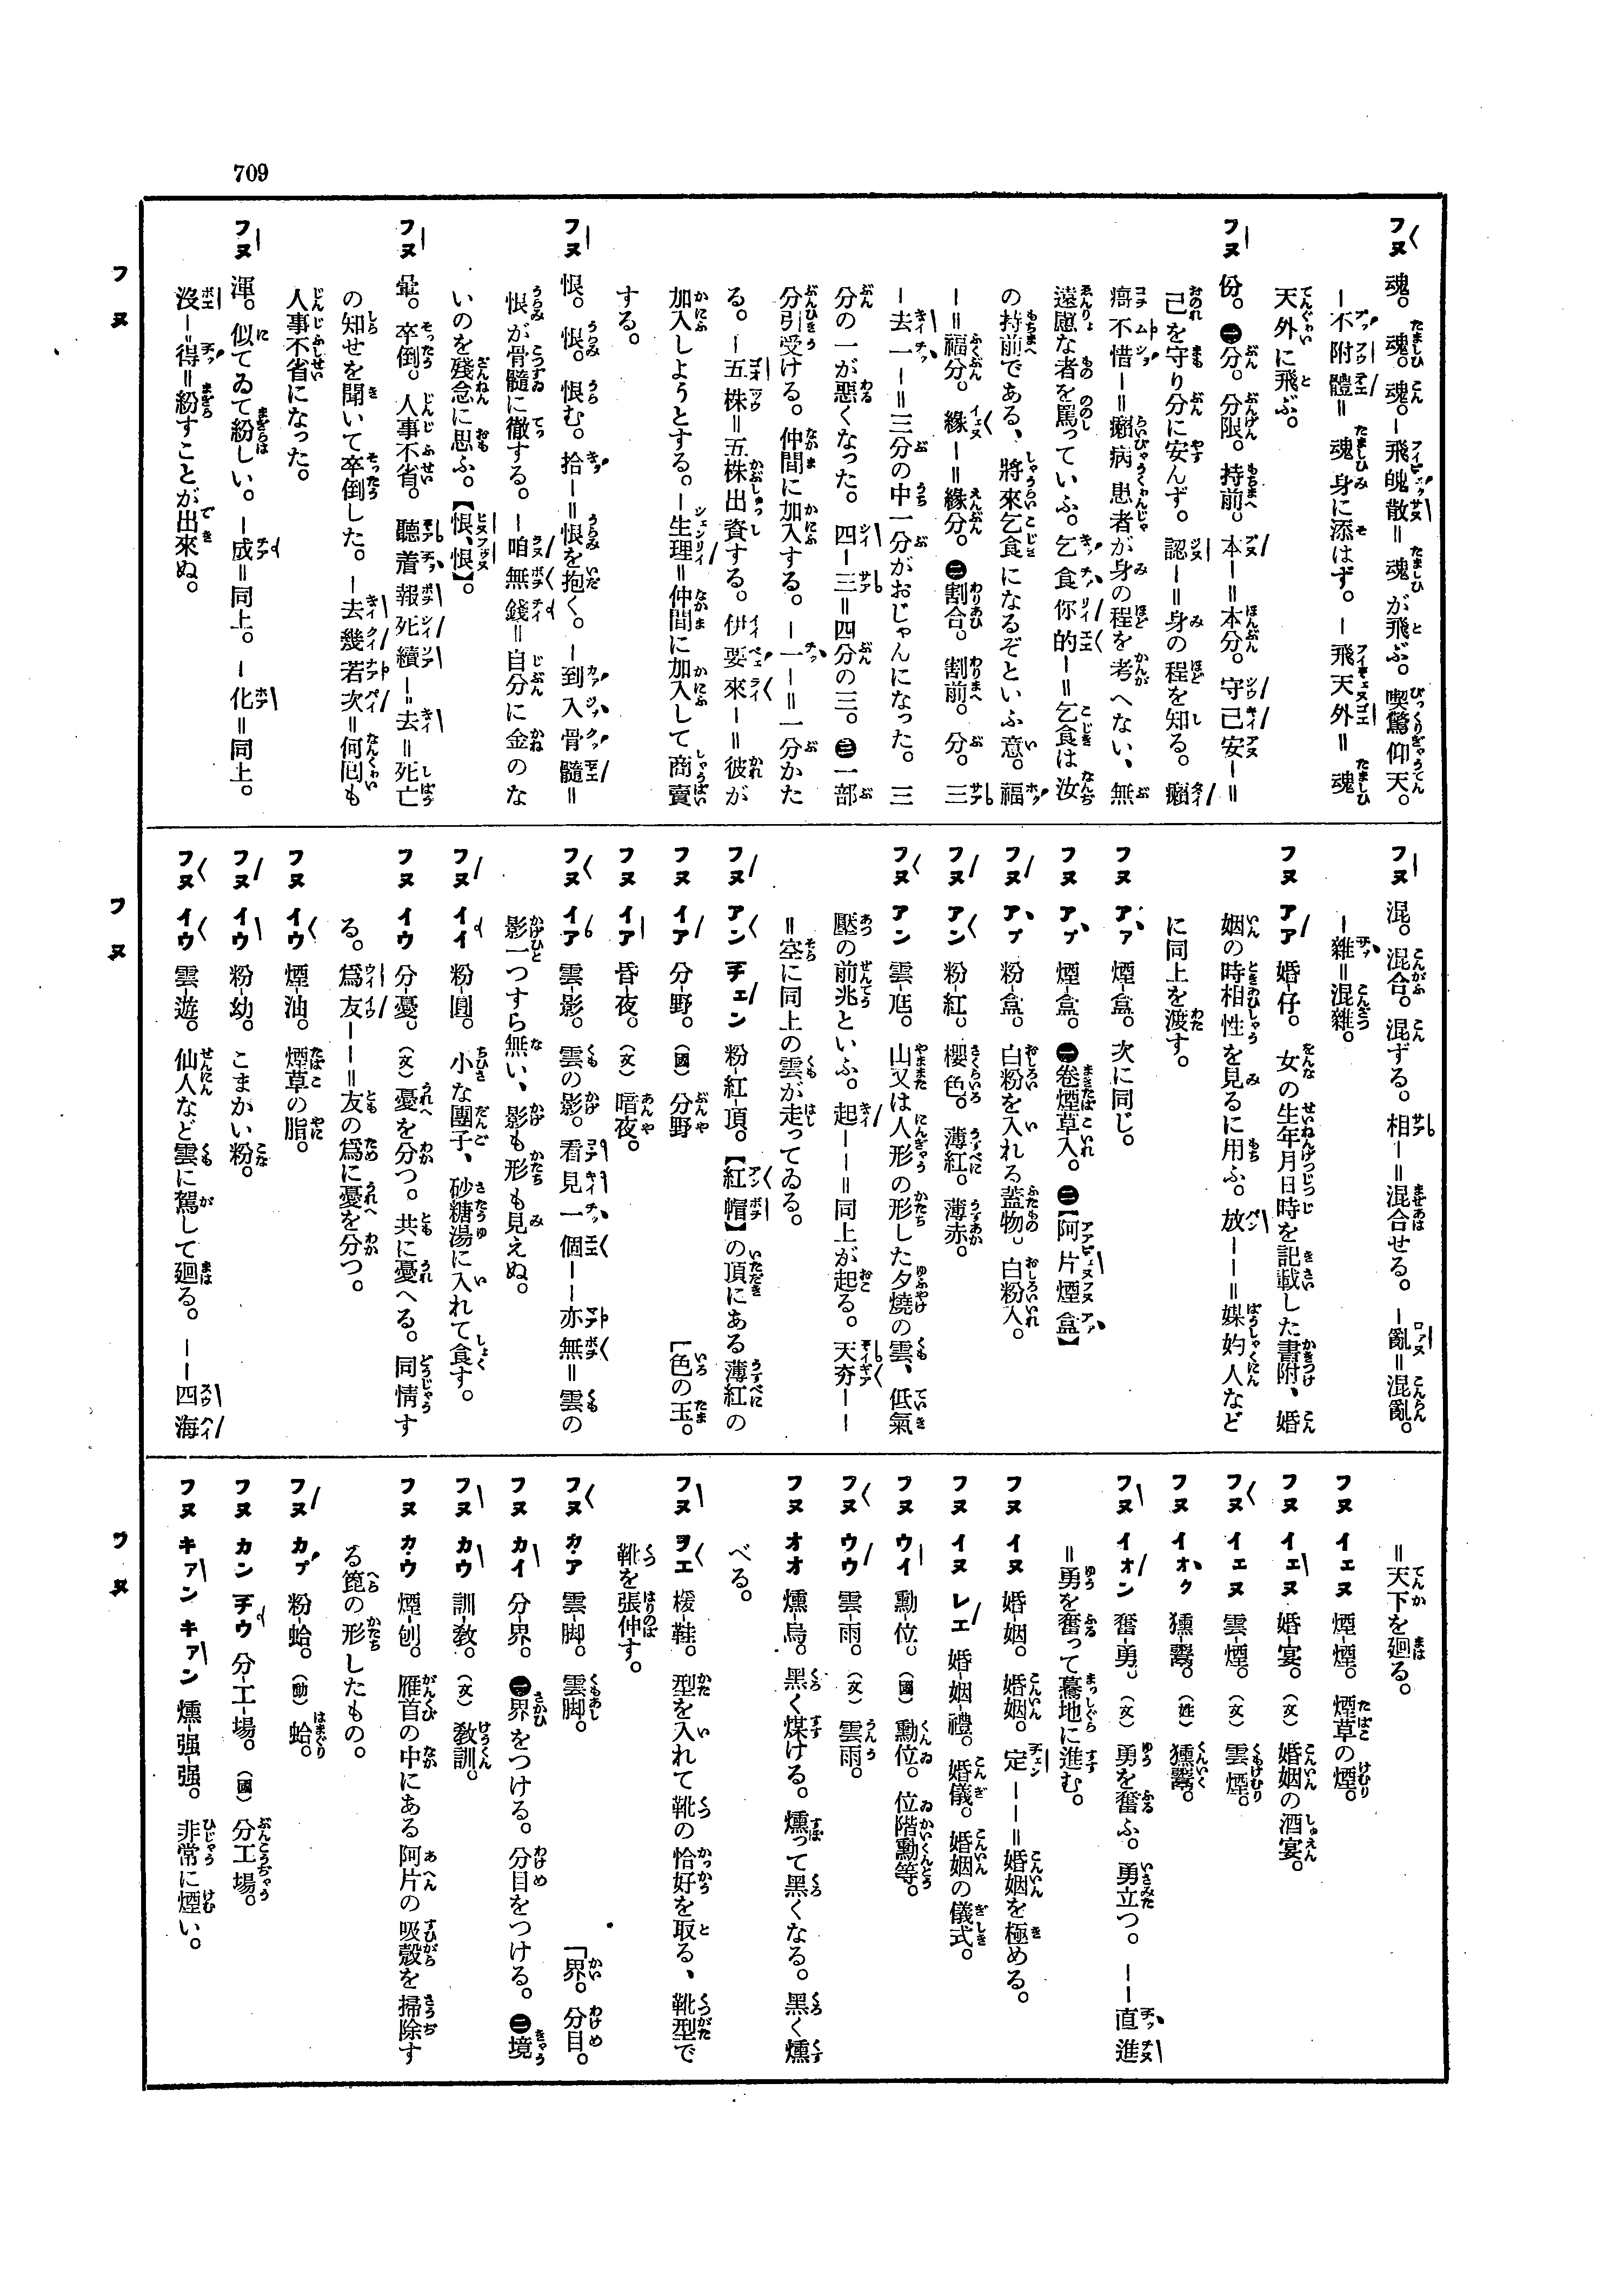 709
フヌ 魂。魂。魂。ー飛魄散＝魂が飛ぶ。喫驚仰天。
ー不附體＝魂身に添はず。ー飛天外＝魂
天外に飛ぶ。
フヌ 份。㊀分。分限。持前。本ー＝本分。守己安ー＝
己を守り分に安んず。認ー＝身の程を知る。癩
㾌不惜ー＝癩病患者が身の程を考へない、無
遠慮な者を罵っていふ。乞食你的ー＝乞食は汝
の持前である、將來乞食になるぞといふ意。福
ー＝福分。緣ー＝緣分。㊁割合。割前。分。三
ー去一ー＝三分の中一分がおじゃんになった。三
分の一が惡くなった。四ー三＝四分の三。㊂一部
分引受ける。仲間に加入する。ー一ー＝一分かた
る。ー五株＝五株出資する。伊要來ー＝彼が
加入しようとする。ー生理＝仲間に加入して商賣
する。
フヌ 恨。恨。恨む。拾ー＝恨を抱く。ー到入骨髓＝
恨が骨髓に徹する。ー咱無錢＝自分に金のな
いのを殘念に思ふ。【恨、恨】。
フヌ 暈。卒倒。人事不省。聽着報死續ー＝去＝死亡
の知せを聞いて卒倒した。ー去幾若次＝何囘も
人事不省になった。
フヌ 渾。似てゐて紛しい。ー成＝同上。ー化＝同上。
沒ー得＝紛すことが出來ぬ。
フヌ 混。混合。混ずる。相ー＝混合せる。ー亂＝混亂。
ー雜＝混雜。
フヌ アア 婚-仔。女の生年月日時を記載した書附、婚
姻の時相性を見るに用ふ。放ーー＝媒妁人など
に同上を渡す。
フヌ アァ 煙-盒。次に同じ。
フヌ アプ 煙-盒。㊀卷煙草入。㊁【阿片煙盒】
フヌ アプ 粉-盒。白粉を入れる蓋物。白粉入。
フヌ アン 粉-紅。櫻色。薄紅。薄赤。
フヌ アン 雲-尫。山又は人形の形した夕燒の雲、低氣
壓の前兆といふ。起ーー＝同上が起る。天夯ーー
＝空に同上の雲が走ってゐる。
フヌ アン チェン 粉-紅-頂。【紅帽】の頂にある薄紅の
「色の玉。
フヌ イア 分-野。（國）分野
フヌ イア 昏-夜。（文）暗夜。
フヌ イア 雲-影。雲の影。看見一個ーー亦無＝雲の
影一つすら無い、影も形も見えぬ。
フヌ イイ 粉-圓。小な團子、砂糖湯に入れて食す。
フヌ イウ 分-憂。（文）憂を分つ。共に憂へる。同情す
る。爲友ーー＝友の爲に憂を分つ。
フヌ イウ 煙-油。煙草の脂。
フヌ イウ 粉-幼。こまかい粉。
フヌ イウ 雲-遊。仙人など雲に駕して廻る。ーー四海
＝天下を廻る。
フヌ イェヌ 煙-煙。煙草の煙。
フヌ イェヌ 婚-宴。（文）婚姻の酒宴。
フヌ イェヌ 雲-煙。（文）雲煙。
フヌ イオク 獯-鬻。（姓）獯鬻。
フヌ イオン 奮-勇。（文）勇を奮ふ。勇立つ。ーー直進
＝勇を奮って驀地に進む。
フヌ イヌ 婚-姻。婚姻。定ーー＝婚姻を極める。
フヌ イヌ レエ 婚-姻-禮。婚儀。婚姻の儀式。
フヌ ウイ 勳-位。（國）勳位。位階勳等。
フヌ ウウ 雲-雨。（文）雲雨。
フヌ オオ 燻-烏。黑く煤ける。燻って黑くなる。黑く燻
べる。
フヌ ヲエ 楥-鞋。型を入れて靴の恰好を取る、靴型で
靴を張伸す。
フヌ カ・ア 雲-脚。雲脚。
「界。分目。
フヌ カイ 分-界。㊀界をつける。分目をつける。㊁境
フヌ カウ 訓-敎。（文）敎訓。
フヌ カ・ウ 煙-刨。雁首の中にある阿片の吸殼を掃除す
る箆の形したもの。
フヌ カプ 粉-蛤。（動）蛤。
フヌ カン チウ 分-工-場。（國）分工場。
フヌ キァン キァン 燻-强-强。非常に煙い。
フヌ
フヌ
フヌ